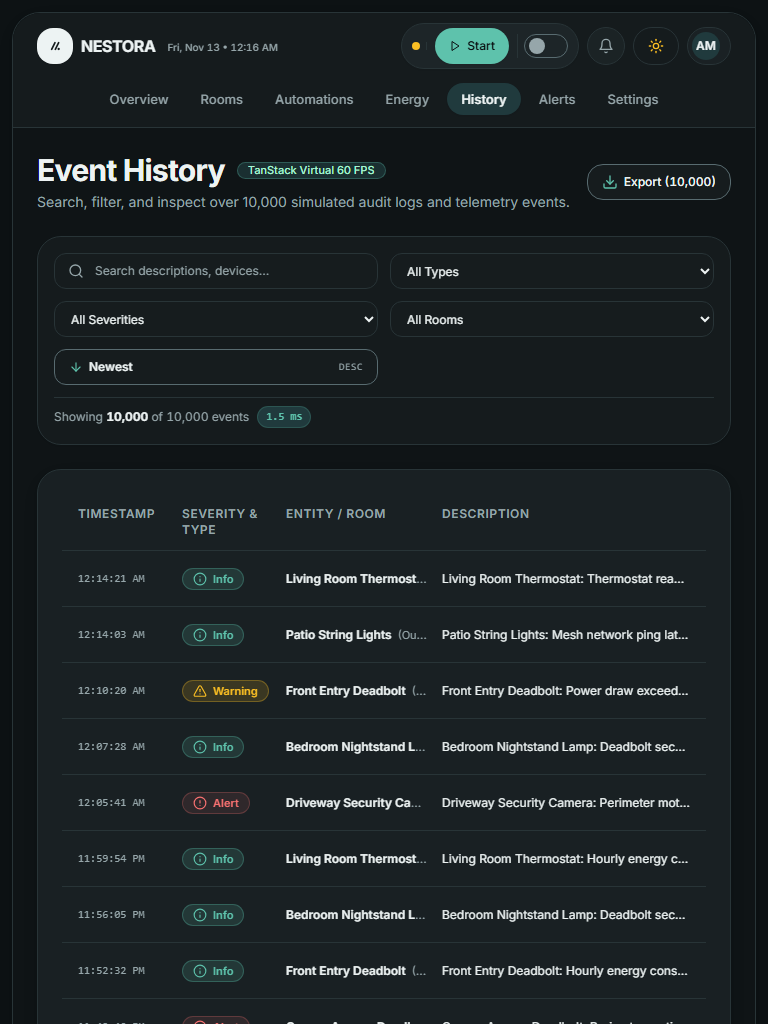 NESTORA Fri, Nov 13 • 12:16 AM Start AM
Overview Rooms Automations Energy History Alerts Settings
Event History TanStack Virtual 60 FPS
Search, filter, and inspect over 10,000 simulated audit logs and telemetry events.
Export (10,000)
Search descriptions, devices... All Types
All Severities All Rooms
Newest DESC
Showing 10,000 of 10,000 events 1.5 ms
TIMESTAMP SEVERITY & TYPE ENTITY / ROOM DESCRIPTION
12:14:21 AM Info Living Room Thermost... Living Room Thermostat: Thermostat rea...
12:14:03 AM Info Patio String Lights (Ou... Patio String Lights: Mesh network ping lat...
12:10:20 AM Warning Front Entry Deadbolt (... Front Entry Deadbolt: Power draw exceed...
12:07:28 AM Info Bedroom Nightstand L... Bedroom Nightstand Lamp: Deadbolt sec...
12:05:41 AM Alert Driveway Security Ca... Driveway Security Camera: Perimeter mot...
11:59:54 PM Info Living Room Thermost... Living Room Thermostat: Hourly energy c...
11:56:05 PM Info Bedroom Nightstand L... Bedroom Nightstand Lamp: Deadbolt sec...
11:52:32 PM Info Front Entry Deadbolt (... Front Entry Deadbolt: Hourly energy cons...